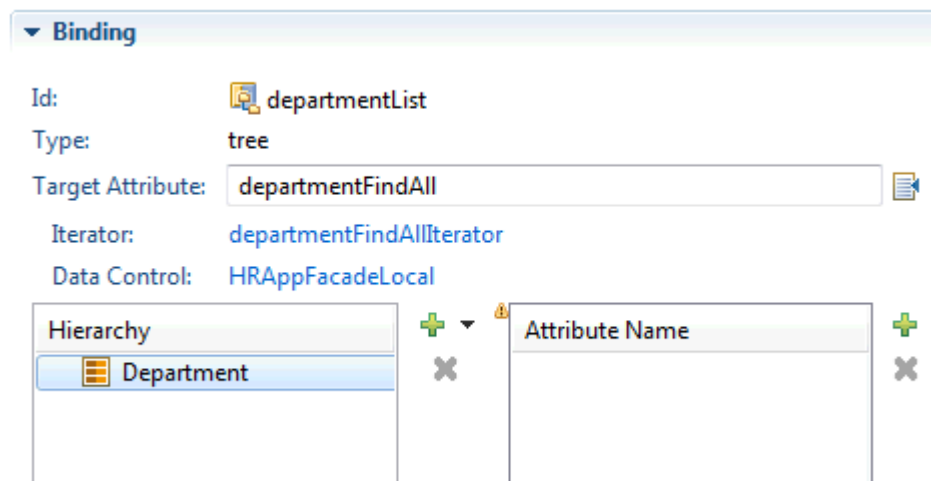 Binding
Id: departmentList
Type: tree
Target Attribute: departmentFindAll
Iterator: departmentFindAllIterator
Data Control: HRAppFacadeLocal
Hierarchy Attribute Name
Department